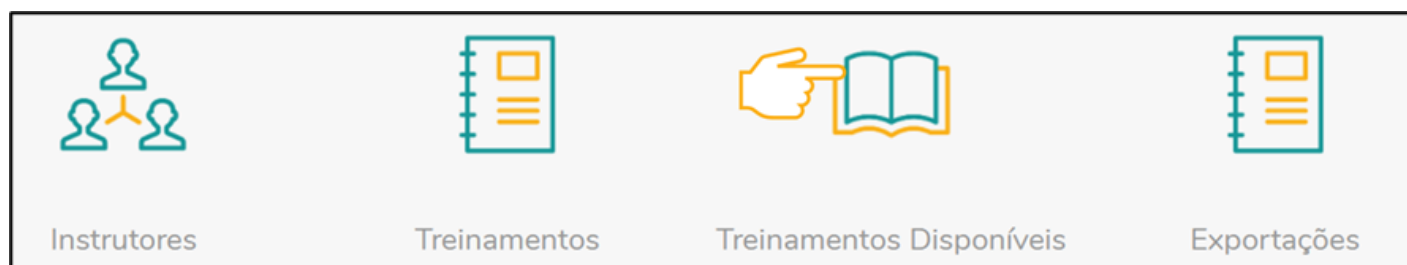 Instrutores
Treinamentos
Treinamentos Disponíveis
Exportações